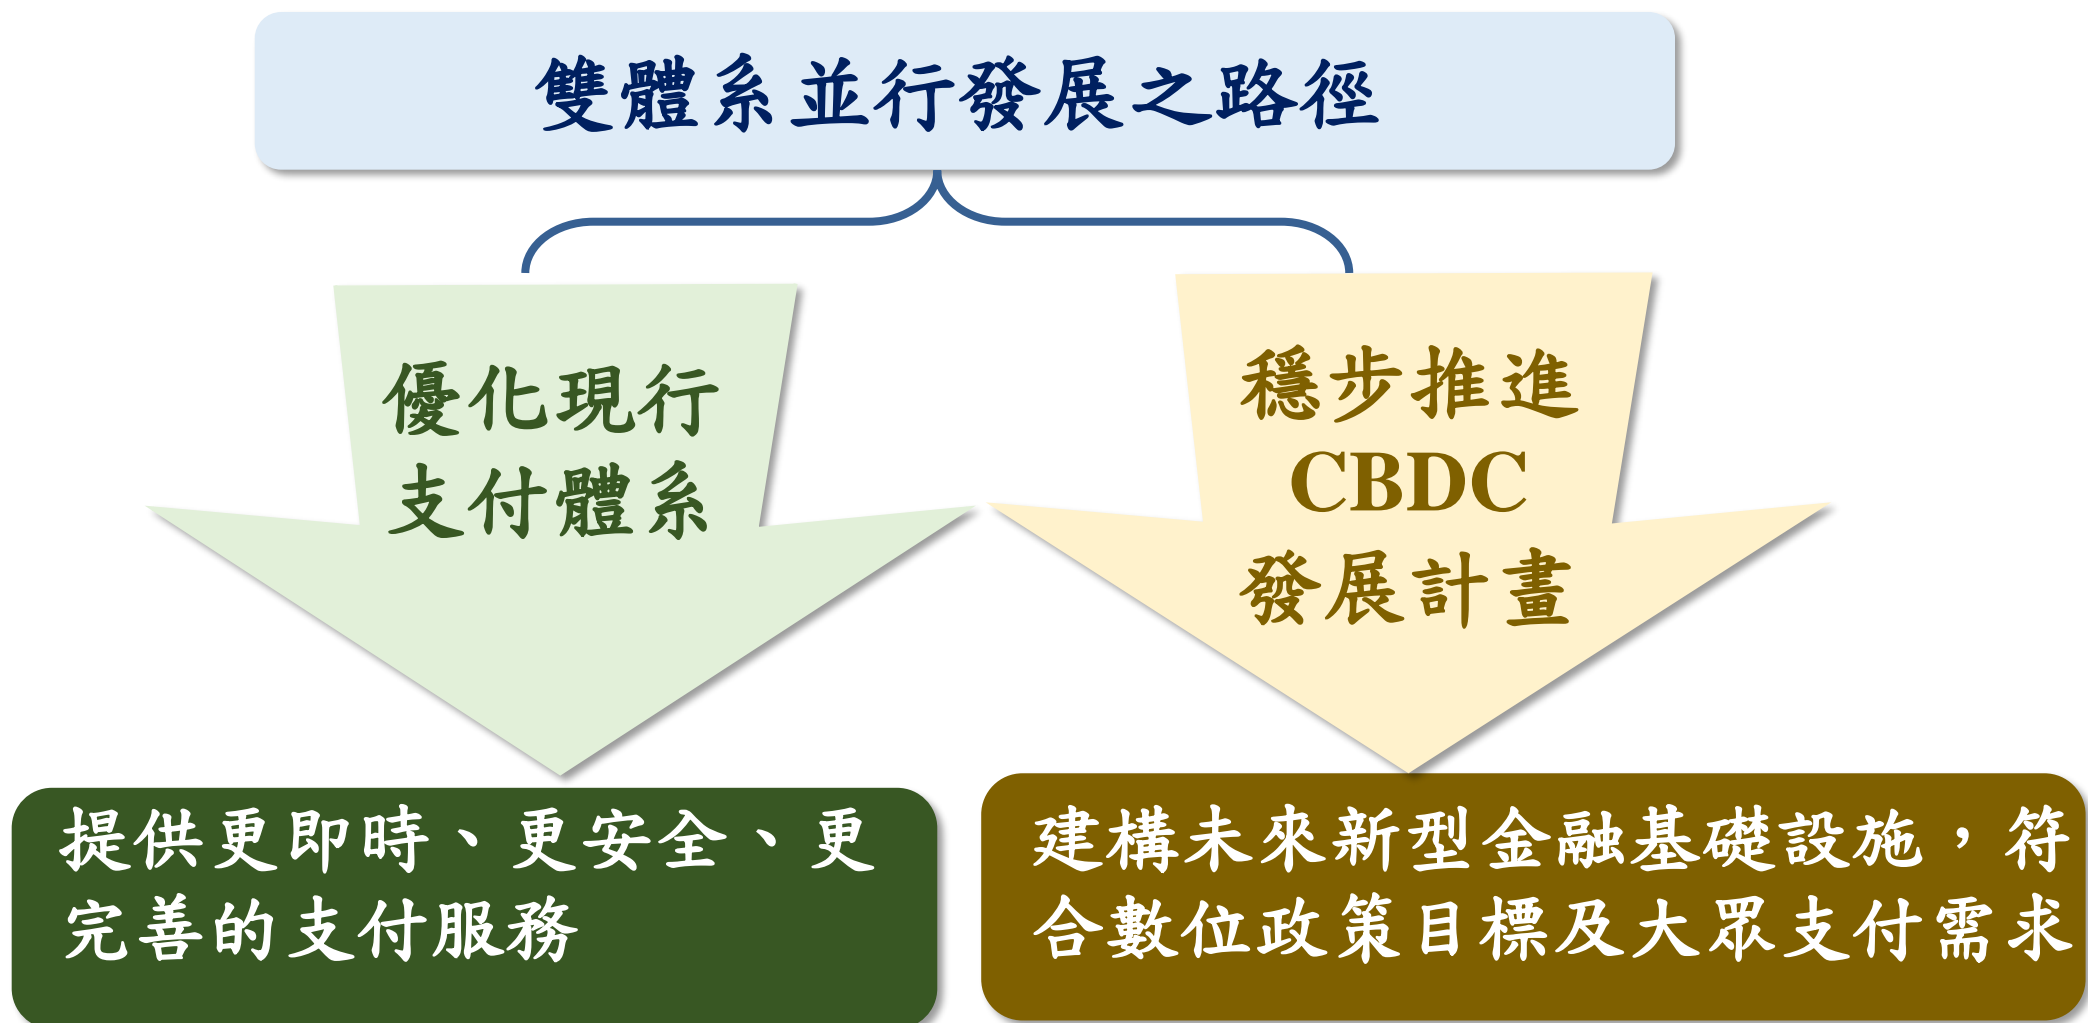 雙體系並行發展之路徑
優化現行
支付體系
穩步推進
CBDC
發展計畫
提供更即時、更安全、更
完善的支付服務
建構未來新型金融基礎設施，符
合數位政策目標及大眾支付需求